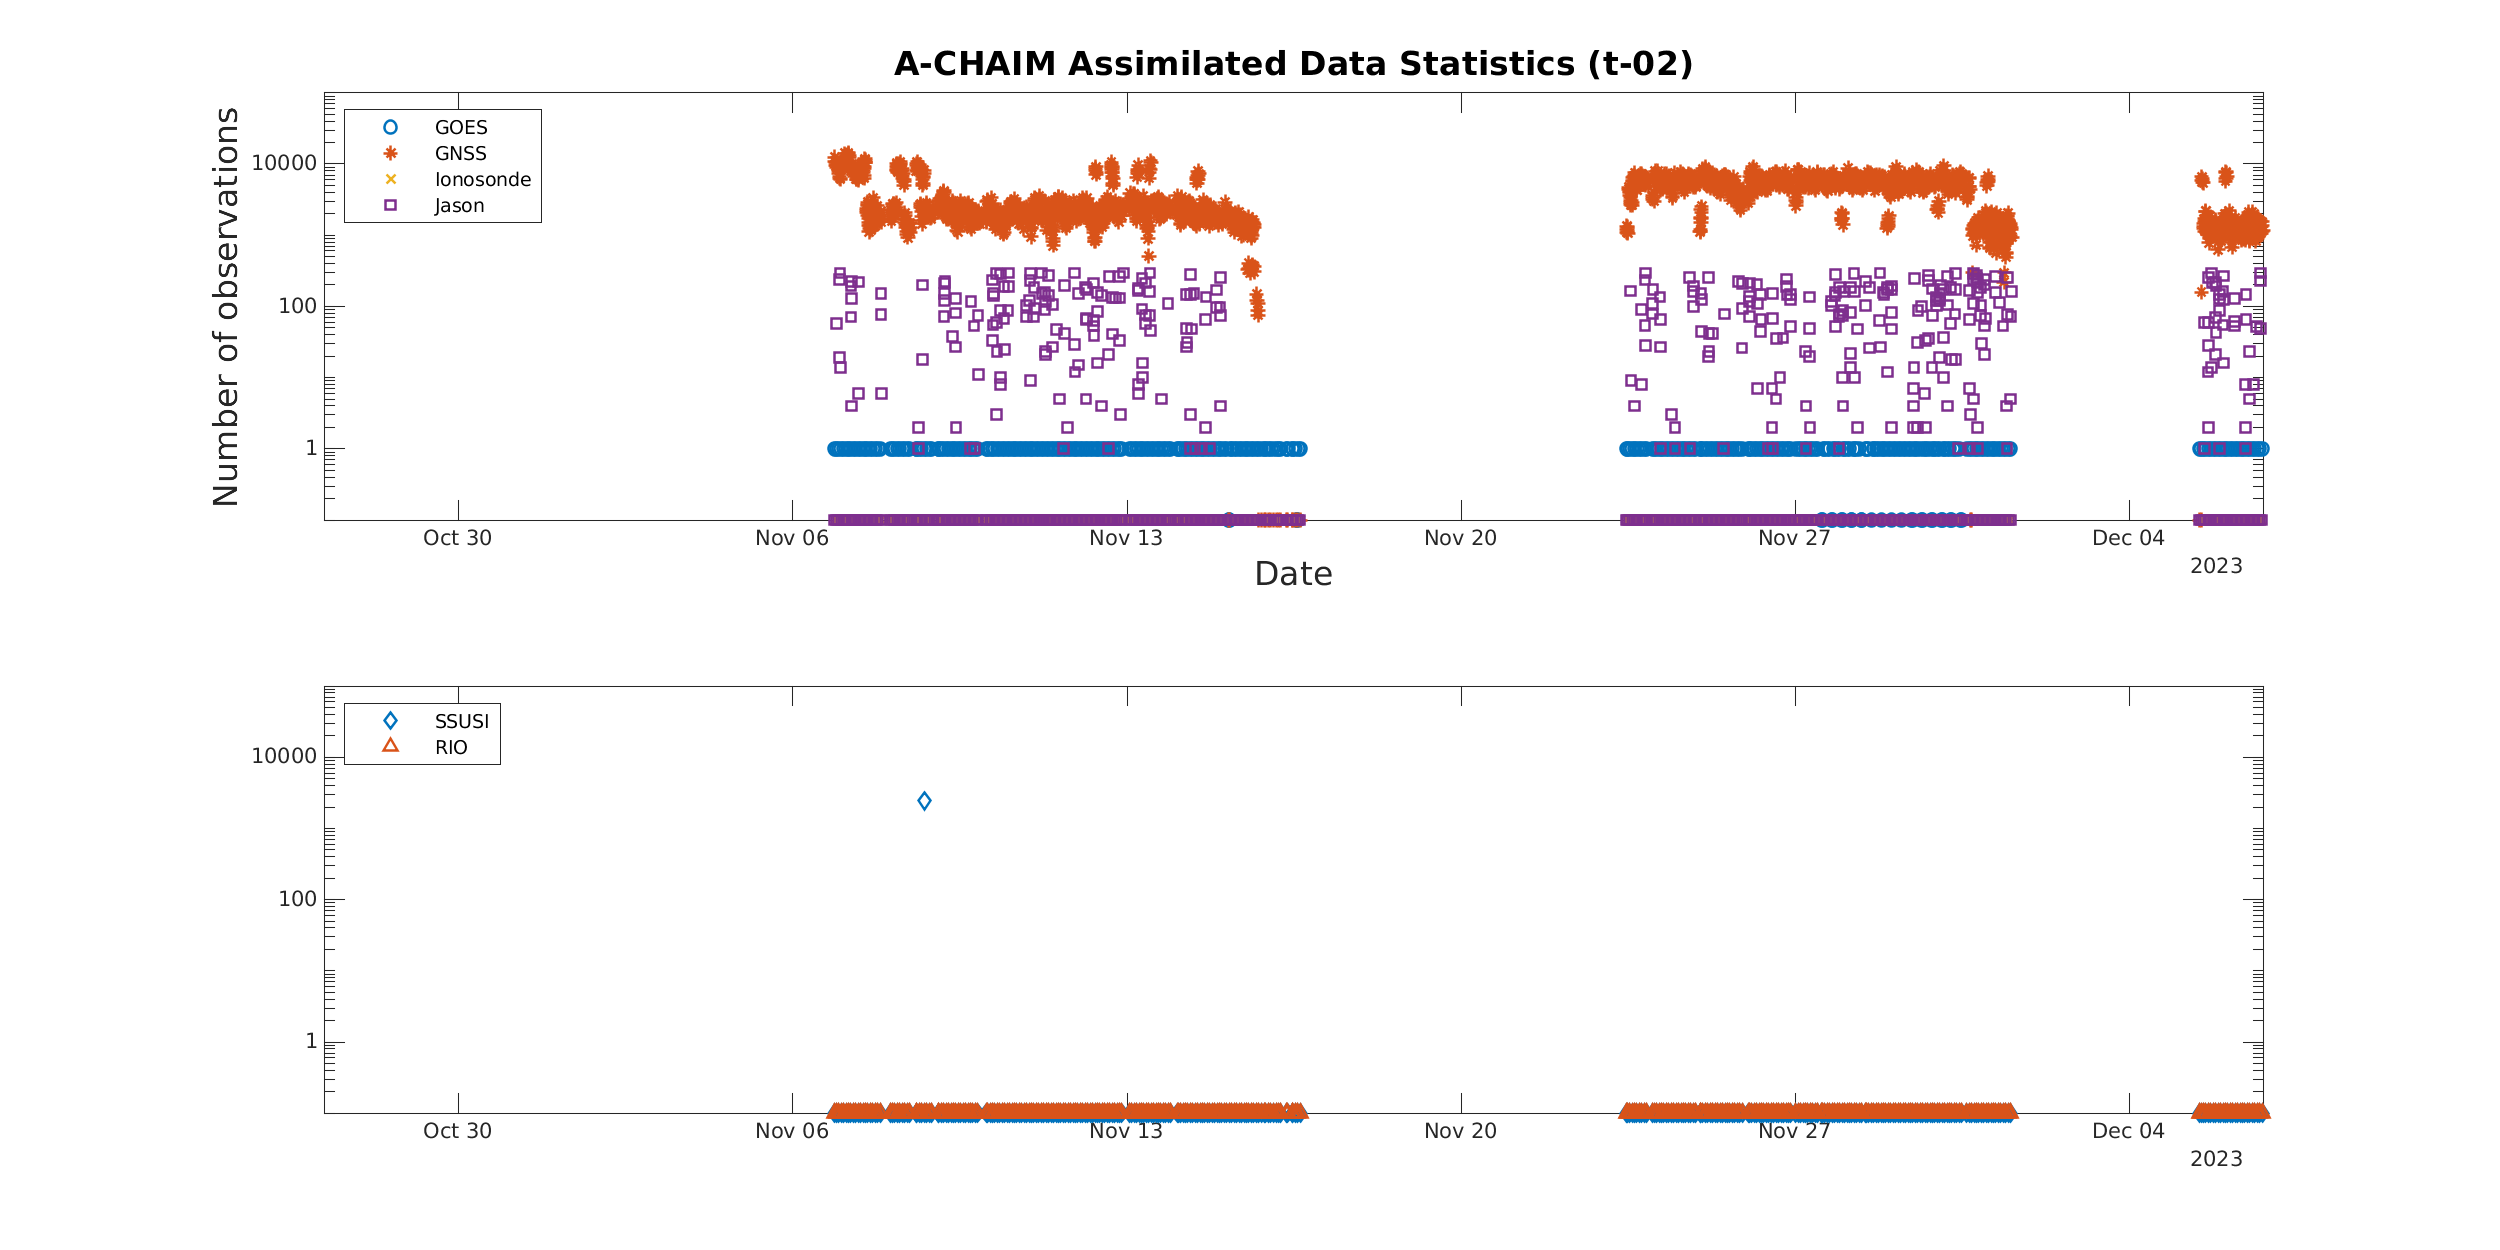 A-CHAIM Assimilated Data Statistics (t-02)
Number of observations
10000
100
1
GOES
GNSS
Ionosonde
Jason
Oct 30 Nov 06 Nov 13 Nov 20 Nov 27 Dec 04
2023
Date
10000
100
1
SSUSI
RIO
Oct 30 Nov 06 Nov 13 Nov 20 Nov 27 Dec 04
2023